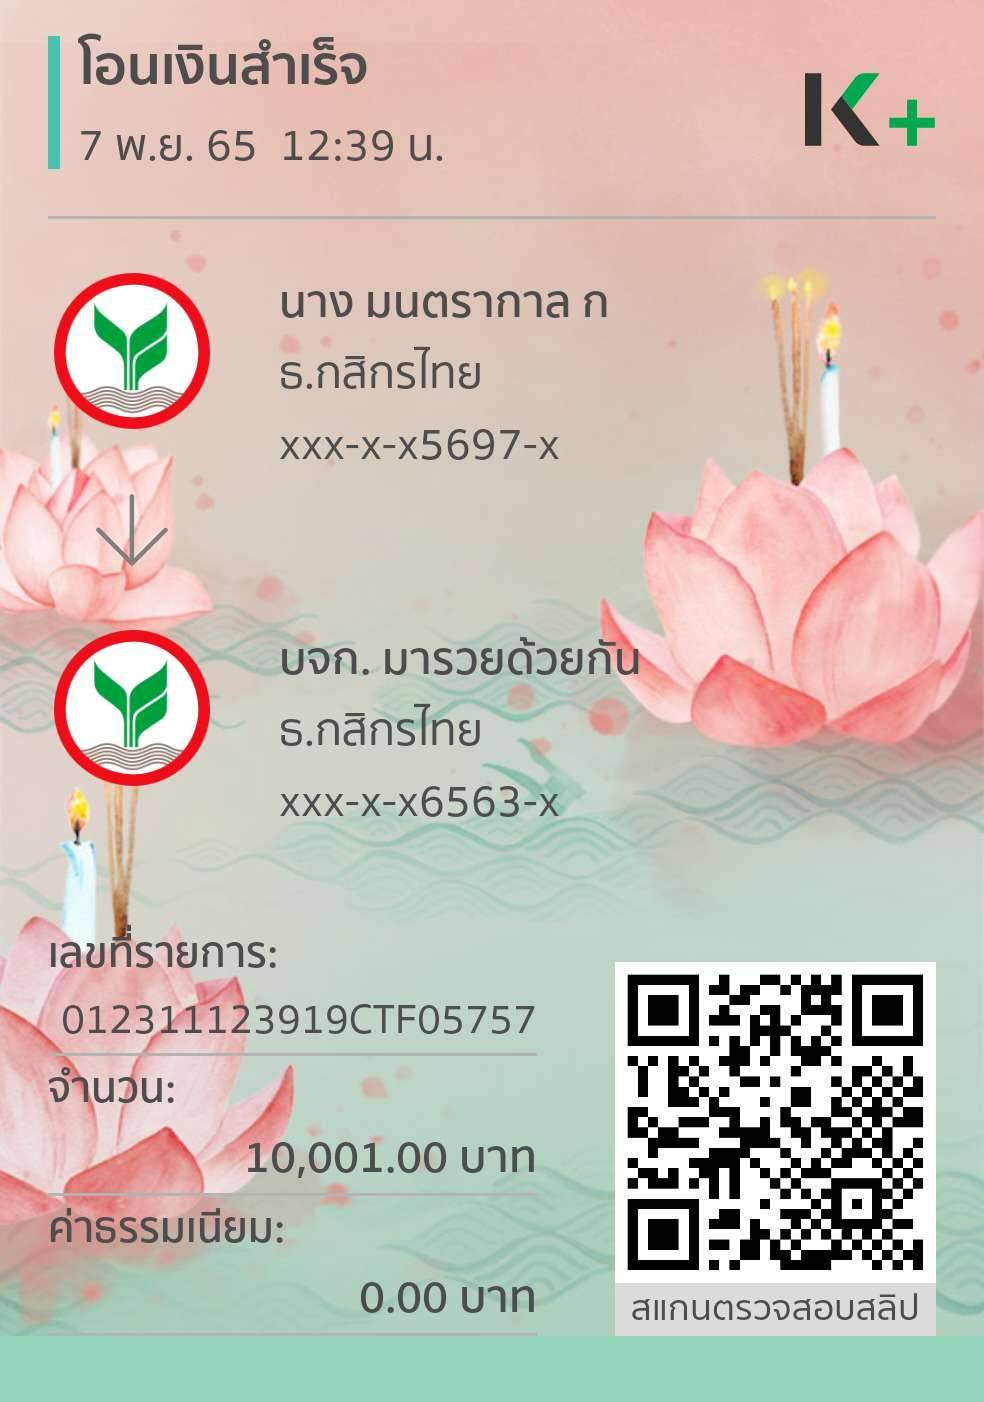 โอนเงินสำเร็จ
7 พ.ย. 65  12:39 น.
K+
นาง มนตรากาล ก
ธ.กสิกรไทย
xxx-x-x5697-x
บจก. มารวยด้วยกัน
ธ.กสิกรไทย
xxx-x-x6563-x
เลขที่รายการ:
012311123919CTF05757
จำนวน:
10,001.00 บาท
ค่าธรรมเนียม:
0.00 บาท
สแกนตรวจสอบสลิป